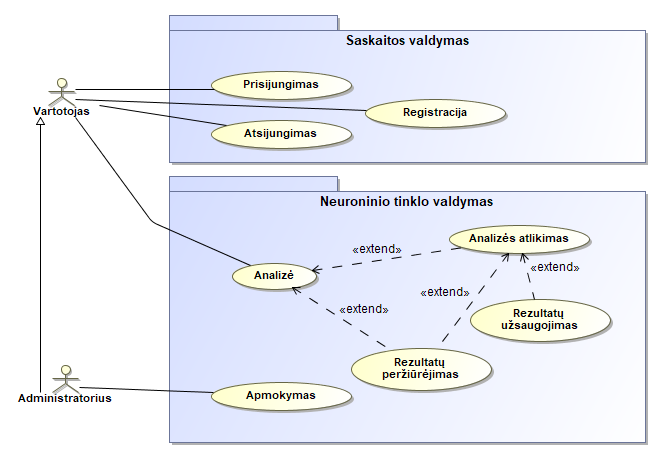 Saskaitos valdymas
Prisijungimas
Vartotojas
Registracija
Atsijungimas
Neuroninio tinklo valdymas
Analizės atlikimas
«extend»
Analizė
«extend»
«extend»
«extend»
Rezultatų
užsaugojimas
Rezultatų
peržiūrėjimas
Administratorius
Apmokymas